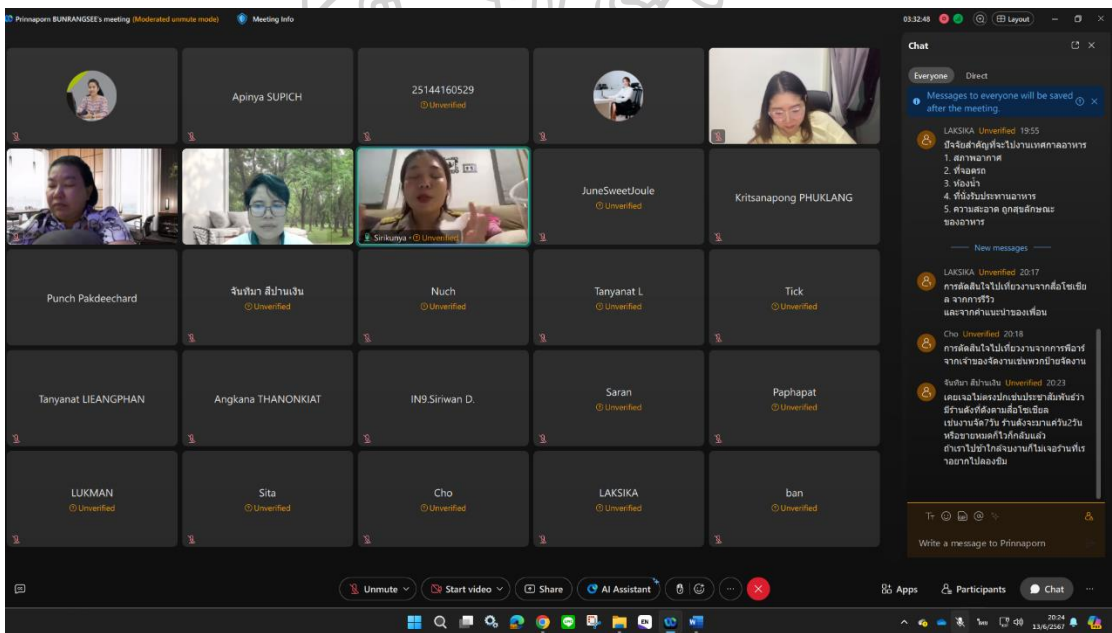 Prinnaporn BUNRANGSEE's meeting (Moderated unmute mode)
Meeting Info
03:32:48
Layout
Apinya SUPICH
25144160529
Unverified
Sirikunya • Unverified
JuneSweetJoule
Unverified
Kritsanapong PHUKLANG
Punch Pakdeechard
จันทิมา สีปานเงิน
Unverified
Nuch
Unverified
Tanyanat L
Unverified
Tick
Unverified
Tanyanat LIEANGPHAN
Angkana THANONKIAT
IN9.Siriwan D.
Saran
Unverified
Paphapat
Unverified
LUKMAN
Unverified
Sita
Unverified
Cho
Unverified
LAKSIKA
Unverified
ban
Unverified
Chat
Everyone
Direct
Messages to everyone will be saved
after the meeting.
LAKSIKA Unverified 19:55
ปัจจัยสำคัญที่จะไปงานเทศกาลอาหาร
1. สภาพอากาศ
2. ที่จอดรถ
3. ห้องน้ำ
4. ที่นั่งรับประทานอาหาร
5. ความสะอาด ถูกสุขลักษณะ
ของอาหาร
New messages
LAKSIKA Unverified 20:17
การตัดสินใจไปเที่ยวงานจากสื่อโซเชีย
ล จากการรีวิว
และจากคำแนะนำของเพื่อน
Cho Unverified 20:18
การตัดสินใจไปเที่ยวงานจากการพีอาร์
จากเจ้าของจัดงานเช่นพวกป้ายจัดงาน
จันทิมา สีปานเงิน Unverified 20:23
เคยเจอไม่ตรงปกเช่นประชาสัมพันธ์ว่า
มีร้านดังที่ดังตามสื่อโซเชียล
เช่นงานจัด7วัน ร้านดังจะมาแค่วัน2วัน
หรือขายหมดก็ไวก็กลับแล้ว
ถ้าเราไปช้าใกล้จบงานก็ไม่เจอร้านที่เร
าอยากไปลองชิม
Write a message to Prinnaporn
Unmute
Start video
Share
AI Assistant
Apps
Participants
Chat
EN
ไทย
20:24
13/6/2567